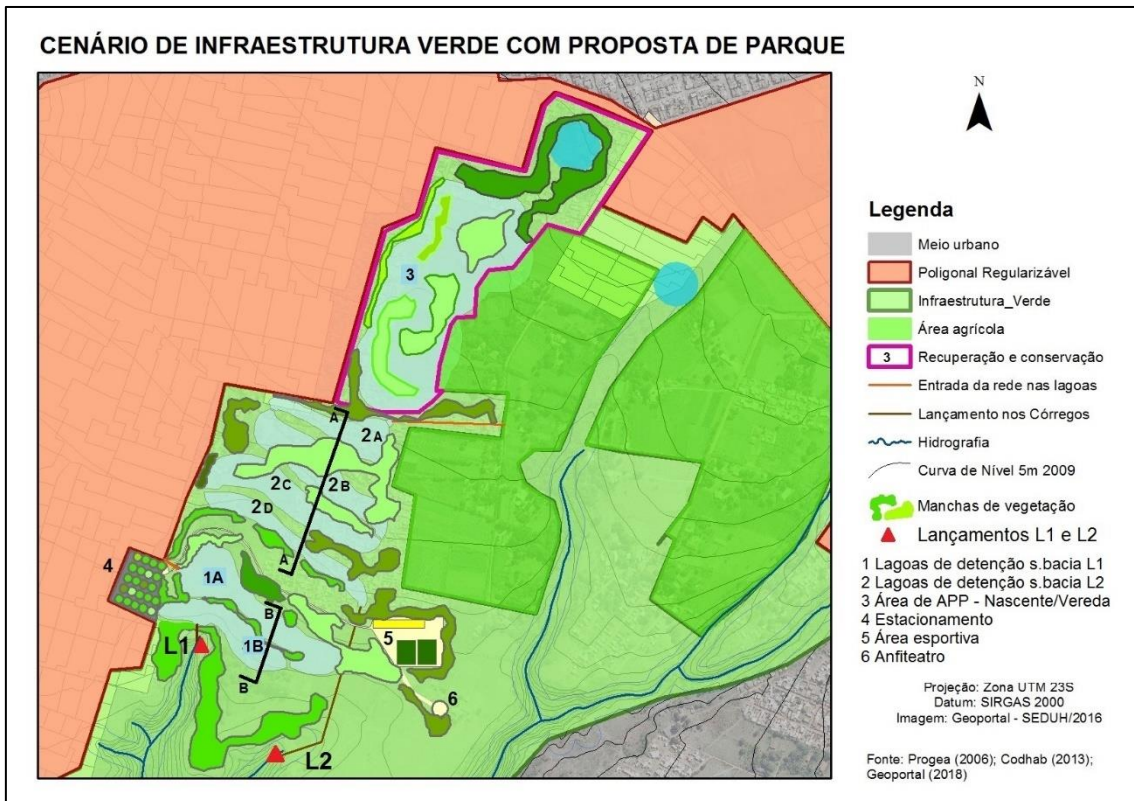 CENÁRIO DE INFRAESTRUTURA VERDE COM PROPOSTA DE PARQUE
N
3
A
2A
2B
2C
2D
A
4
1A
B
1B
B
L1
5
6
L2
Legenda
Meio urbano
Poligonal Regularizável
Infraestrutura_Verde
Área agrícola
3 Recuperação e conservação
Entrada da rede nas lagoas
Lançamento nos Córregos
Hidrografia
Curva de Nível 5m 2009
Manchas de vegetação
Lançamentos L1 e L2
1 Lagoas de detenção s.bacia L1
2 Lagoas de detenção s.bacia L2
3 Área de APP - Nascente/Vereda
4 Estacionamento
5 Área esportiva
6 Anfiteatro
Projeção: Zona UTM 23S
Datum: SIRGAS 2000
Imagem: Geoportal - SEDUH/2016
Fonte: Progea (2006); Codhab (2013);
Geoportal (2018)